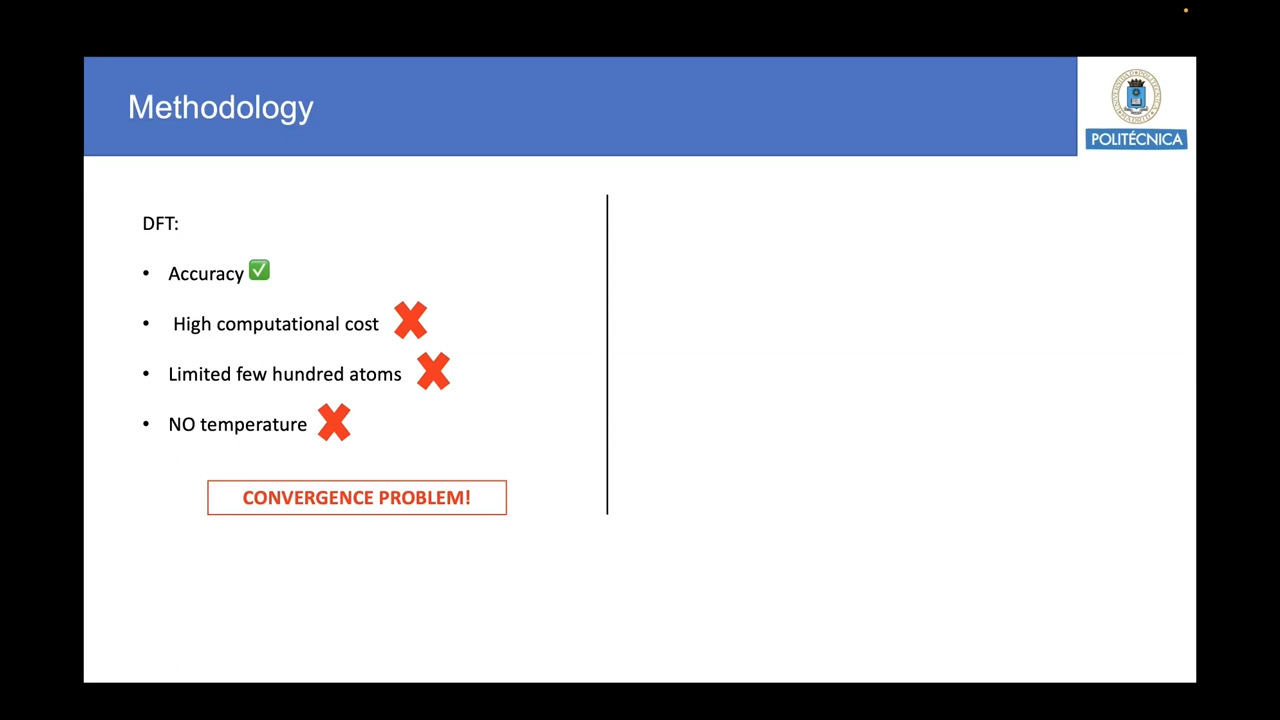 Methodology
POLITÉCNICA
DFT:
• Accuracy ✅
• High computational cost ✖
• Limited few hundred atoms ✖
• NO temperature ✖
CONVERGENCE PROBLEM!